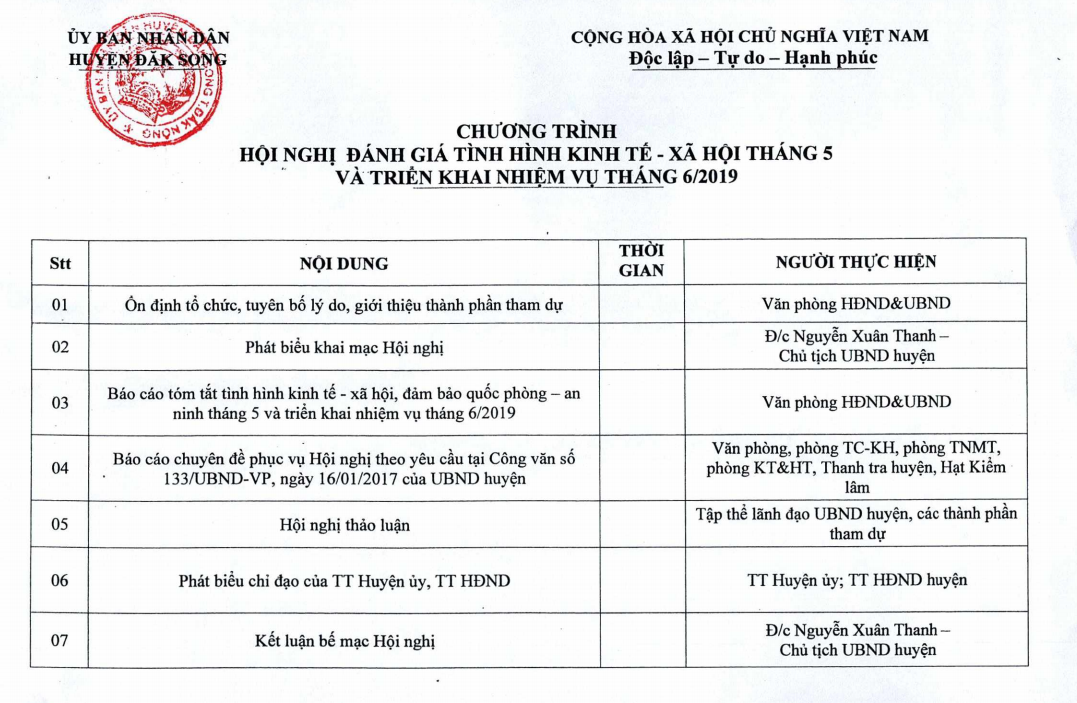 ỦY BAN NHÂN DÂN
HUYỆN ĐĂK SONG
CỘNG HÒA XÃ HỘI CHỦ NGHĨA VIỆT NAM
Độc lập – Tự do – Hạnh phúc
CHƯƠNG TRÌNH
HỘI NGHỊ ĐÁNH GIÁ TÌNH HÌNH KINH TẾ - XÃ HỘI THÁNG 5
VÀ TRIỂN KHAI NHIỆM VỤ THÁNG 6/2019
Stt
NỘI DUNG
THỜI
GIAN
NGƯỜI THỰC HIỆN
01
Ổn định tổ chức, tuyên bố lý do, giới thiệu thành phần tham dự
Văn phòng HĐND&UBND
02
Phát biểu khai mạc Hội nghị
Đ/c Nguyễn Xuân Thanh –
Chủ tịch UBND huyện
03
Báo cáo tóm tắt tình hình kinh tế - xã hội, đảm bảo quốc phòng – an
ninh tháng 5 và triển khai nhiệm vụ tháng 6/2019
Văn phòng HĐND&UBND
04
Báo cáo chuyên đề phục vụ Hội nghị theo yêu cầu tại Công văn số
133/UBND-VP, ngày 16/01/2017 của UBND huyện
Văn phòng, phòng TC-KH, phòng TNMT,
phòng KT&HT, Thanh tra huyện, Hạt Kiểm
lâm
05
Hội nghị thảo luận
Tập thể lãnh đạo UBND huyện, các thành phần
tham dự
06
Phát biểu chỉ đạo của TT Huyện ủy, TT HĐND
TT Huyện ủy; TT HĐND huyện
07
Kết luận bế mạc Hội nghị
Đ/c Nguyễn Xuân Thanh –
Chủ tịch UBND huyện